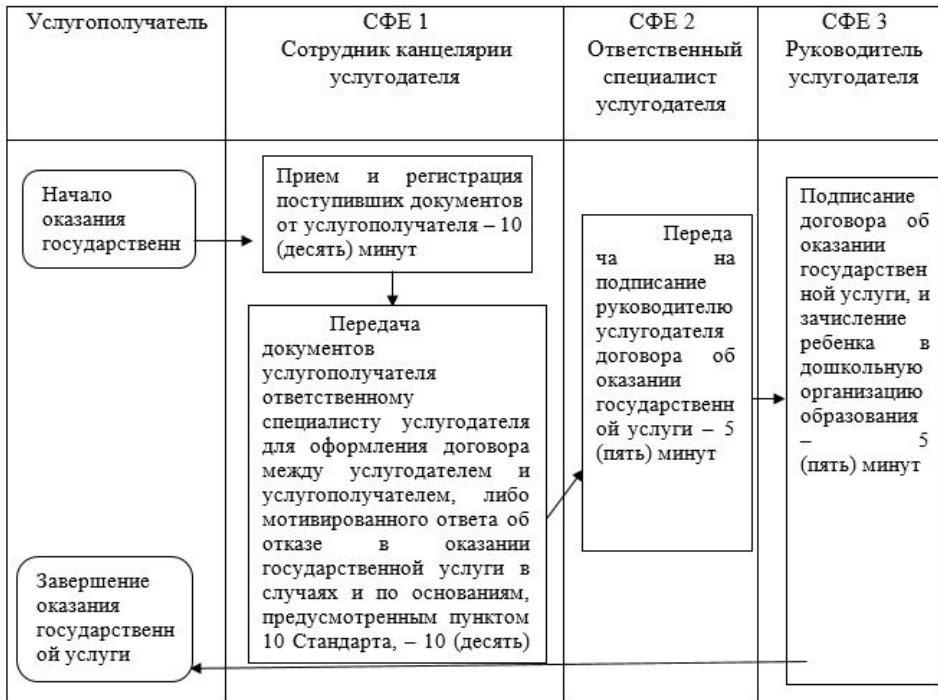 Услугополучатель
СФЕ 1
Сотрудник канцелярии
услугодателя
СФЕ 2
Ответственный
специалист
услугодателя
СФЕ 3
Руководитель
услугодателя
Начало
оказания
государственн
Прием и регистрация
поступивших документов
от услугополучателя – 10
(десять) минут
Передача
документов
услугополучателя
ответственному
специалисту услугодателя
для оформления договора
между услугодателем и
услугополучателем, либо
мотивированного ответа об
отказе в оказании
государственной услуги в
случаях и по основаниям,
предусмотренным пунктом
10 Стандарта, – 10 (десять)
Переда
ча на
подписание
руководителю
услугодателя
договора об
оказании
государственн
ой услуги – 5
(пять) минут
Подписание
договора об
оказании
государствен
ной услуги, и
зачисление
ребенка в
дошкольную
организацию
образования
– 5
(пять) минут
Завершение
оказания
государственн
ой услуги